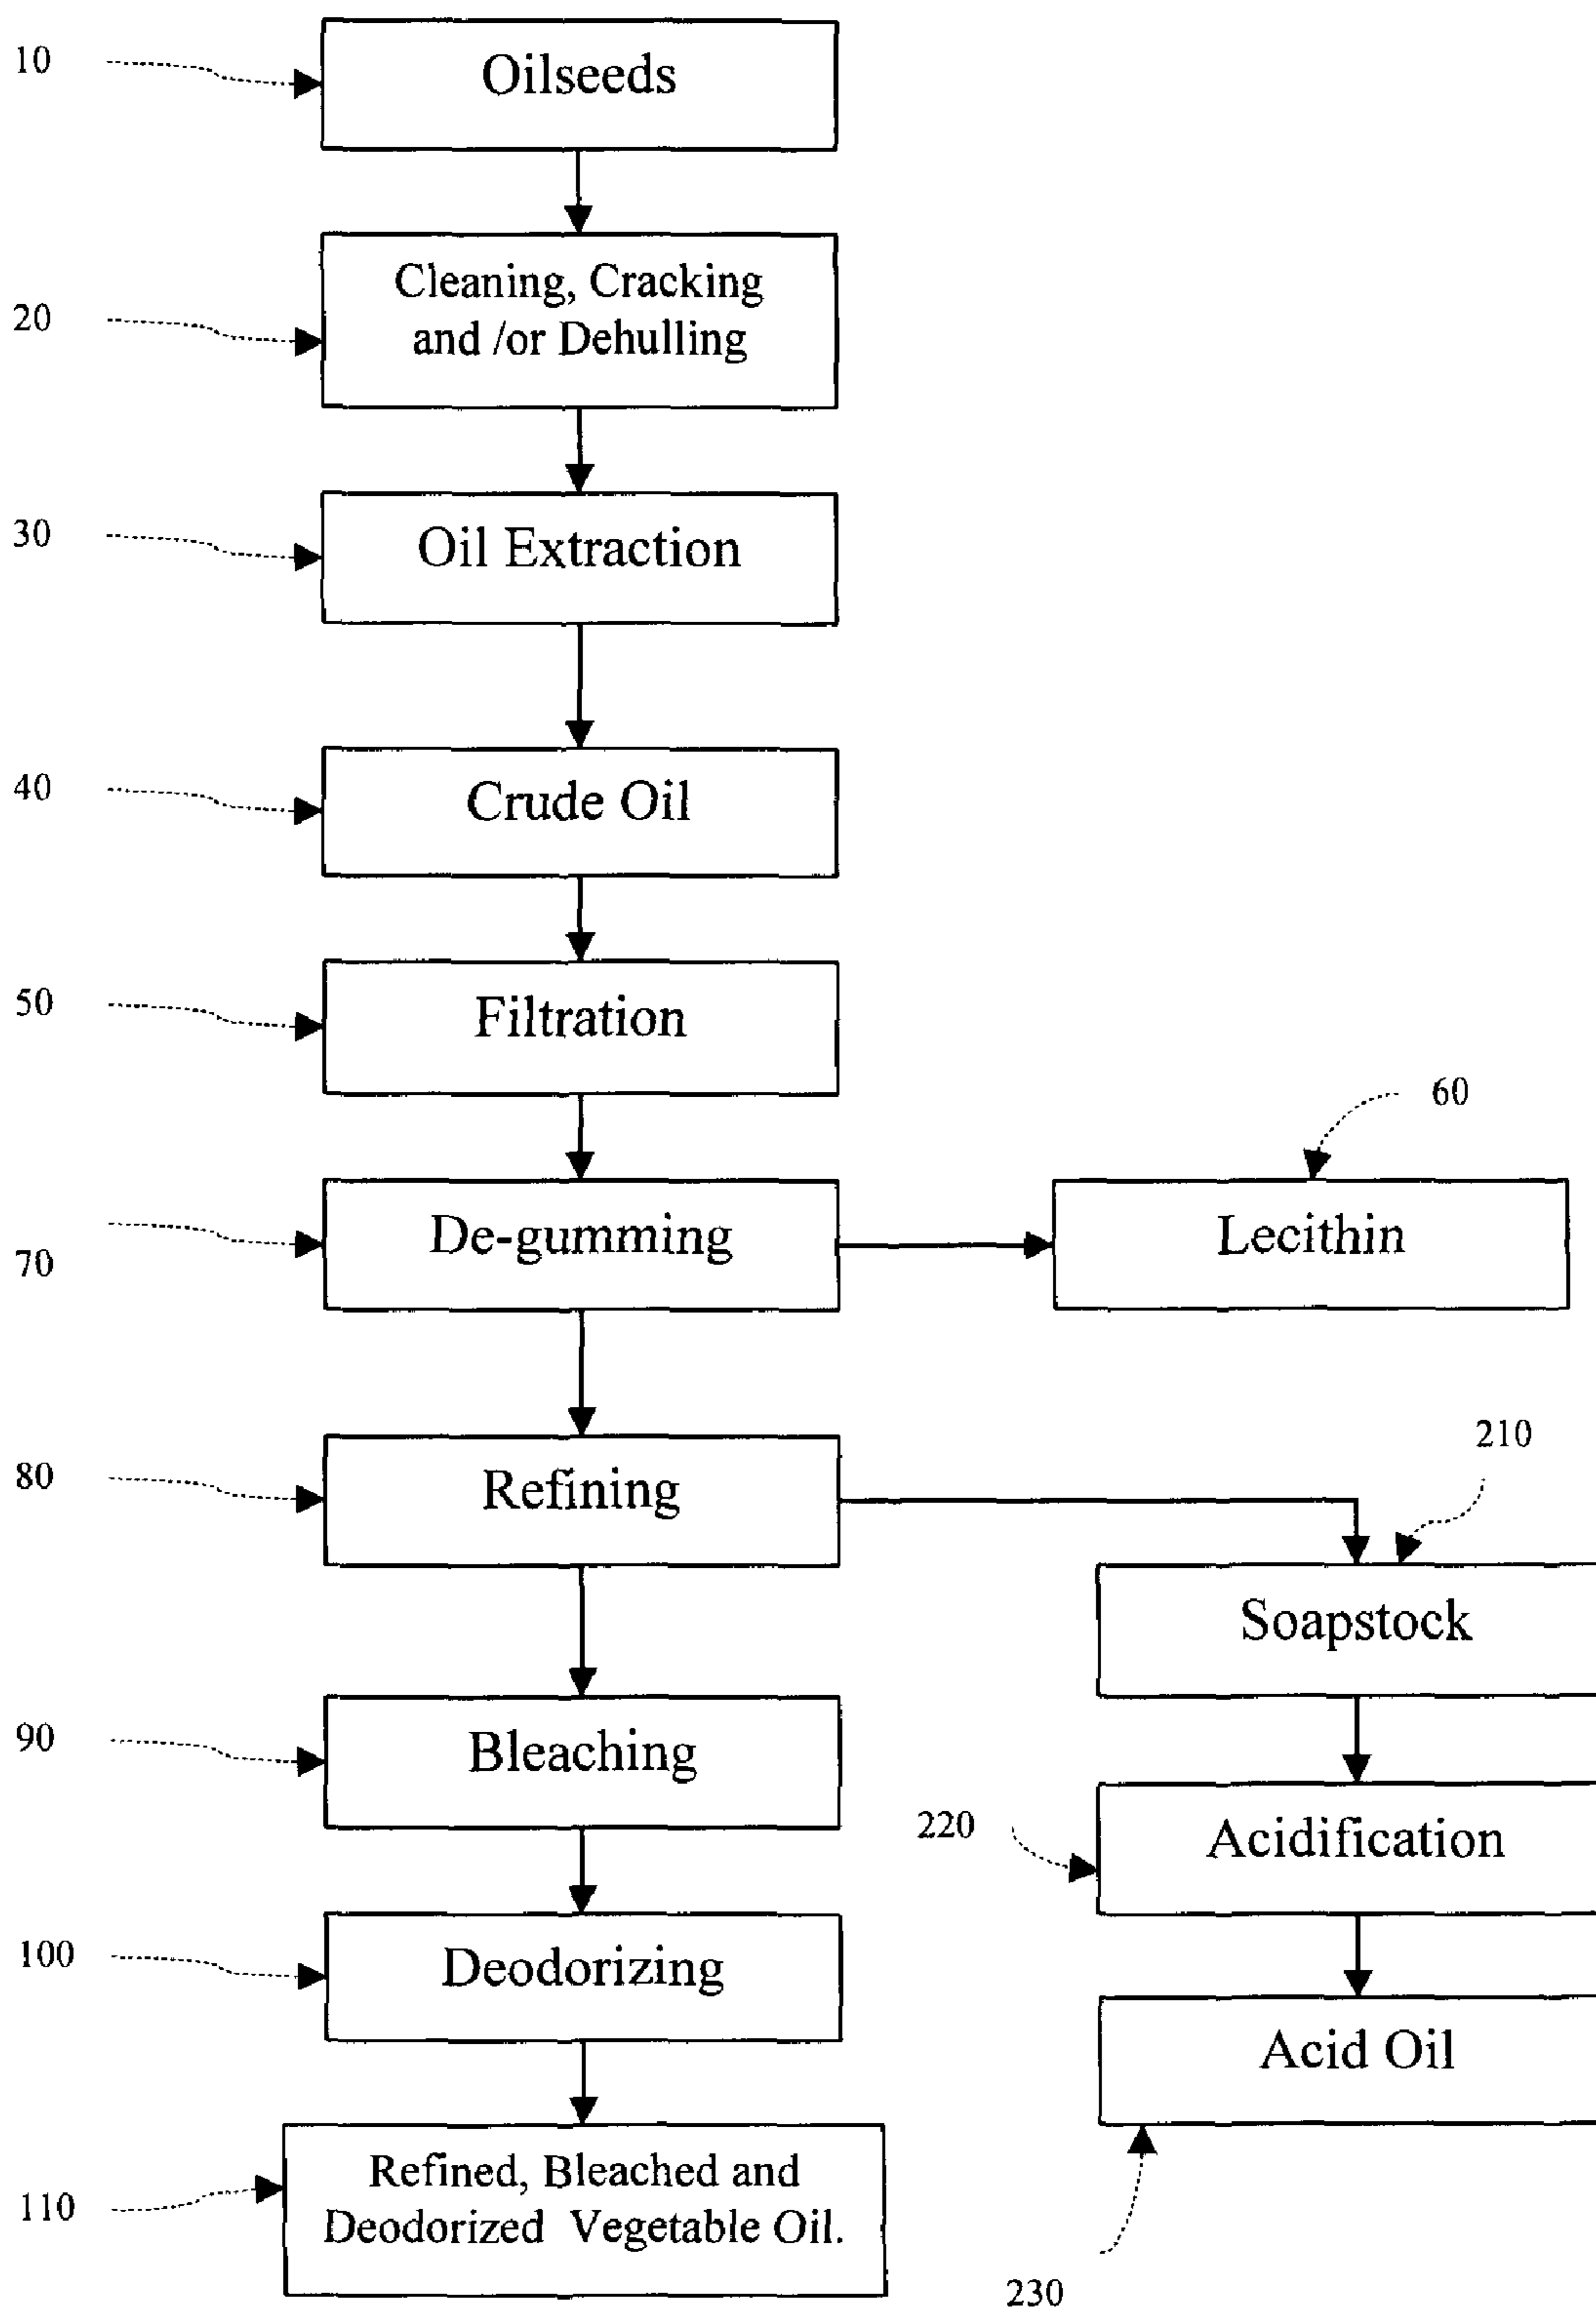 10
Oilseeds
20
Cleaning, Cracking
and /or Dehulling
30
Oil Extraction
40
Crude Oil
50
Filtration
60
70
De-gumming
Lecithin
80
Refining
210
Soapstock
90
Bleaching
220
Acidification
100
Deodorizing
Acid Oil
110
Refined, Bleached and
Deodorized Vegetable Oil.
230